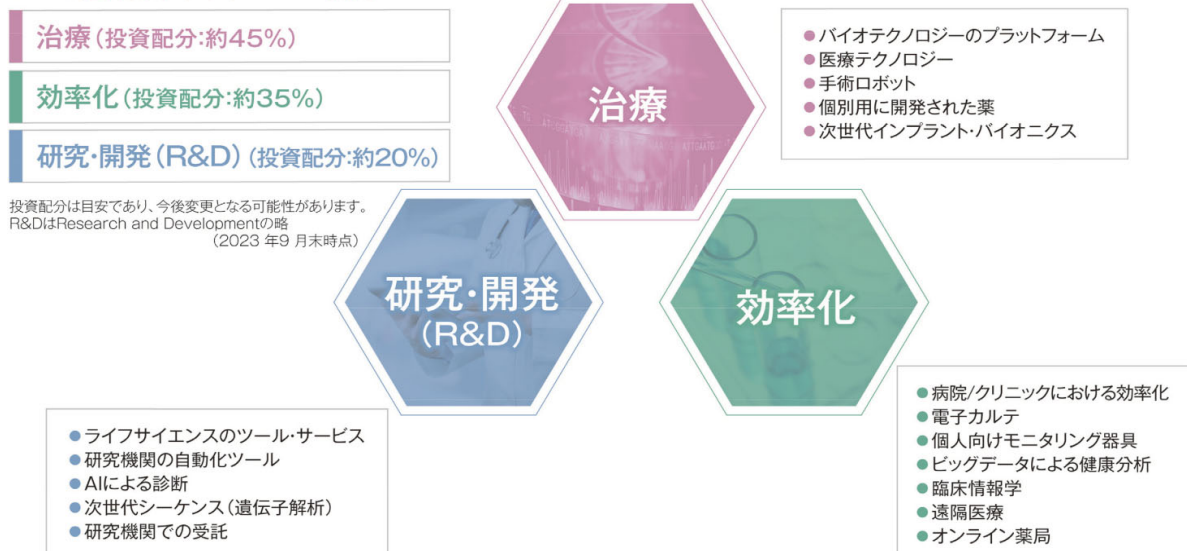 治療(投資配分:約45%)
効率化(投資配分:約35%)
研究・開発(R&D)(投資配分:約20%)
投資配分は目安であり、今後変更となる可能性があります。
R&DはResearch and Developmentの略
(2023 年9 月末時点)
治療
●バイオテクノロジーのプラットフォーム
●医療テクノロジー
●手術ロボット
●個別用に開発された薬
●次世代インプラント・バイオニクス
研究・開発
(R&D)
●ライフサイエンスのツール・サービス
●研究機関の自動化ツール
●AIによる診断
●次世代シーケンス(遺伝子解析)
●研究機関での受託
効率化
●病院/クリニックにおける効率化
●電子カルテ
●個人向けモニタリング器具
●ビッグデータによる健康分析
●臨床情報学
●遠隔医療
●オンライン薬局